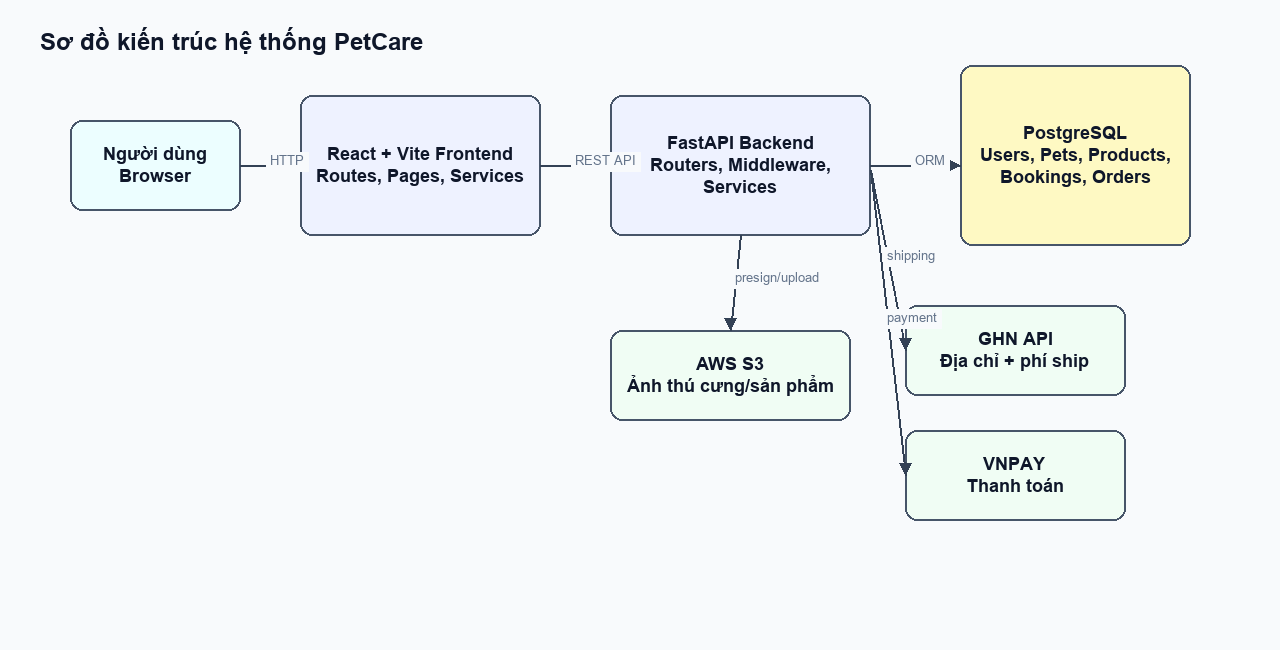 Sơ đồ kiến trúc hệ thống PetCare
Người dùng
Browser
HTTP
React + Vite Frontend
Routes, Pages, Services
REST API
FastAPI Backend
Routers, Middleware,
Services
ORM
PostgreSQL
Users, Pets, Products,
Bookings, Orders
shipping
presign/upload
payment
AWS S3
Ảnh thú cưng/sản phẩm
GHN API
Địa chỉ + phí ship
VNPAY
Thanh toán